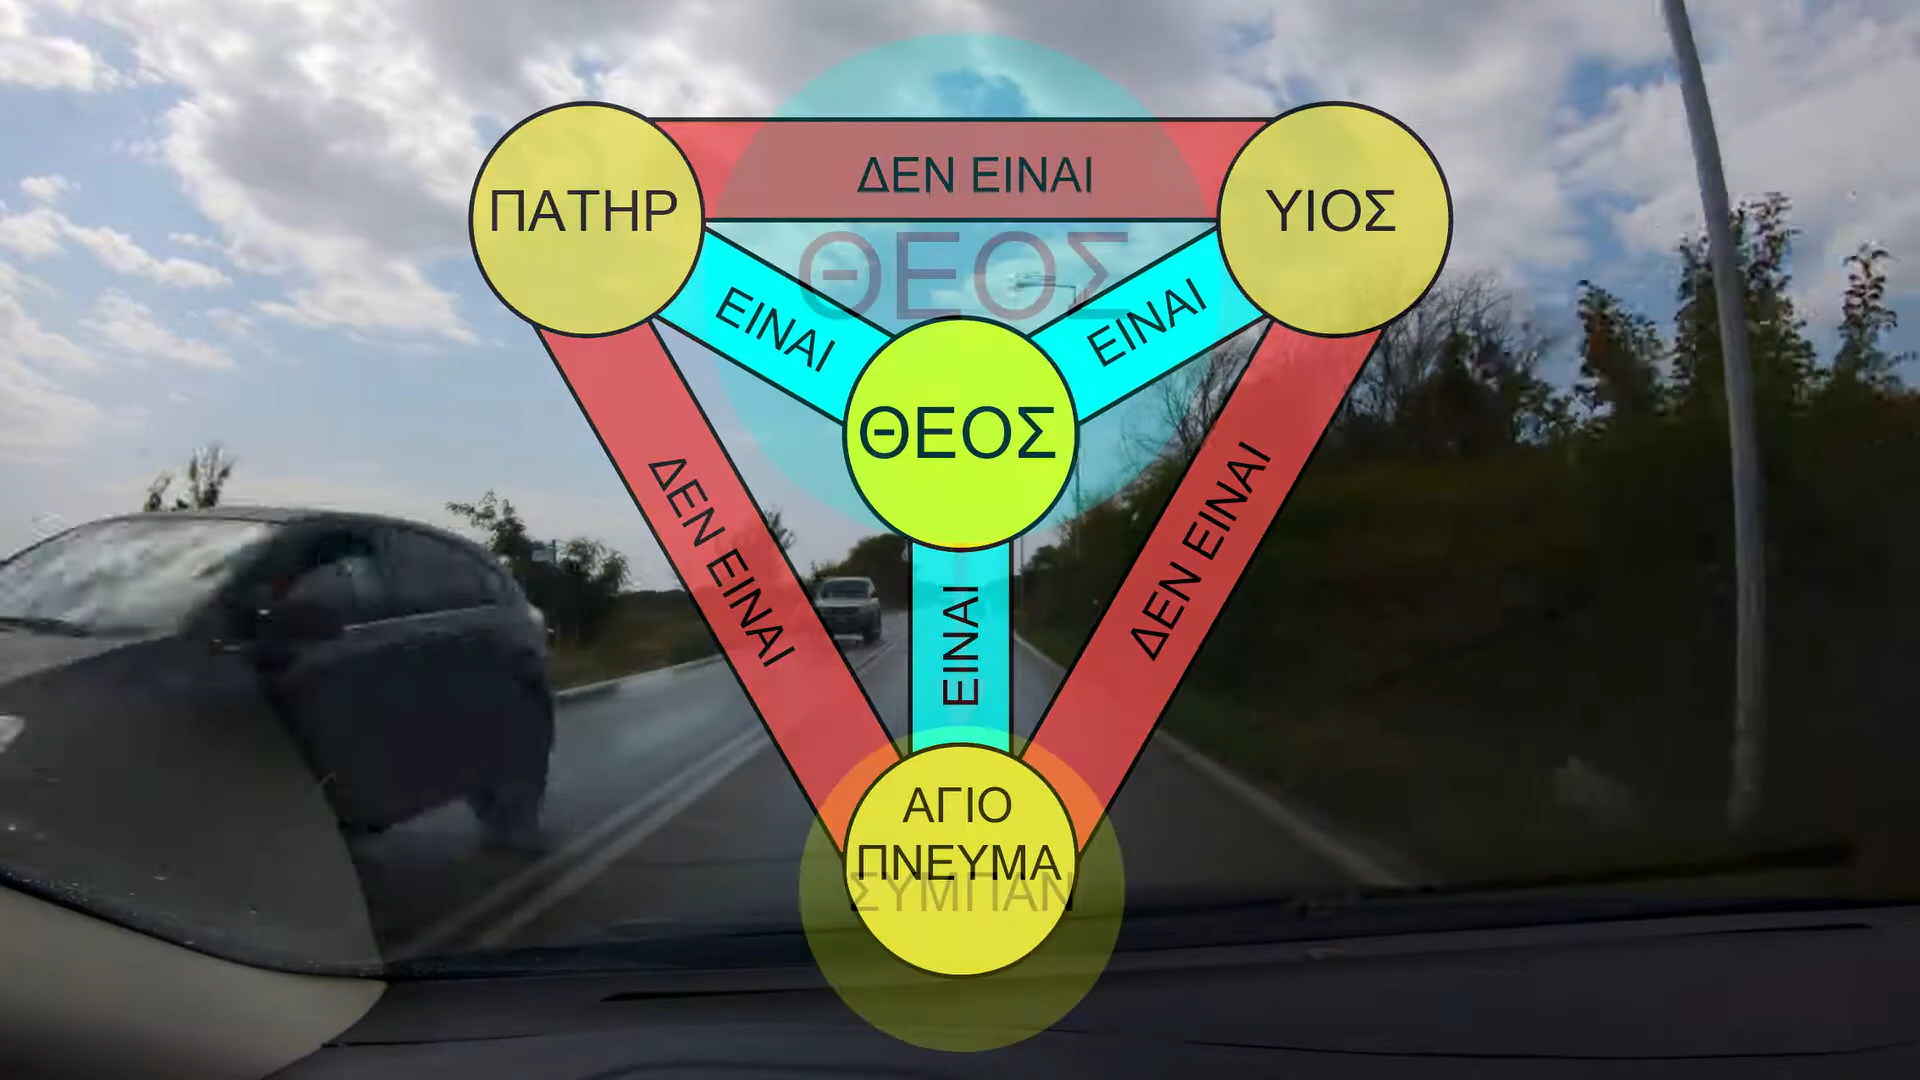 ΠΑΤΗΡ
ΔΕΝ ΕΙΝΑΙ
ΥΙΟΣ
ΘΕΟΣ
ΕΙΝΑΙ
ΕΙΝΑΙ
ΘΕΟΣ
ΔΕΝ ΕΙΝΑΙ
ΔΕΝ ΕΙΝΑΙ
ΕΙΝΑΙ
ΑΓΙΟ
ΠΝΕΥΜΑ
ΣΥΜΠΑΝ